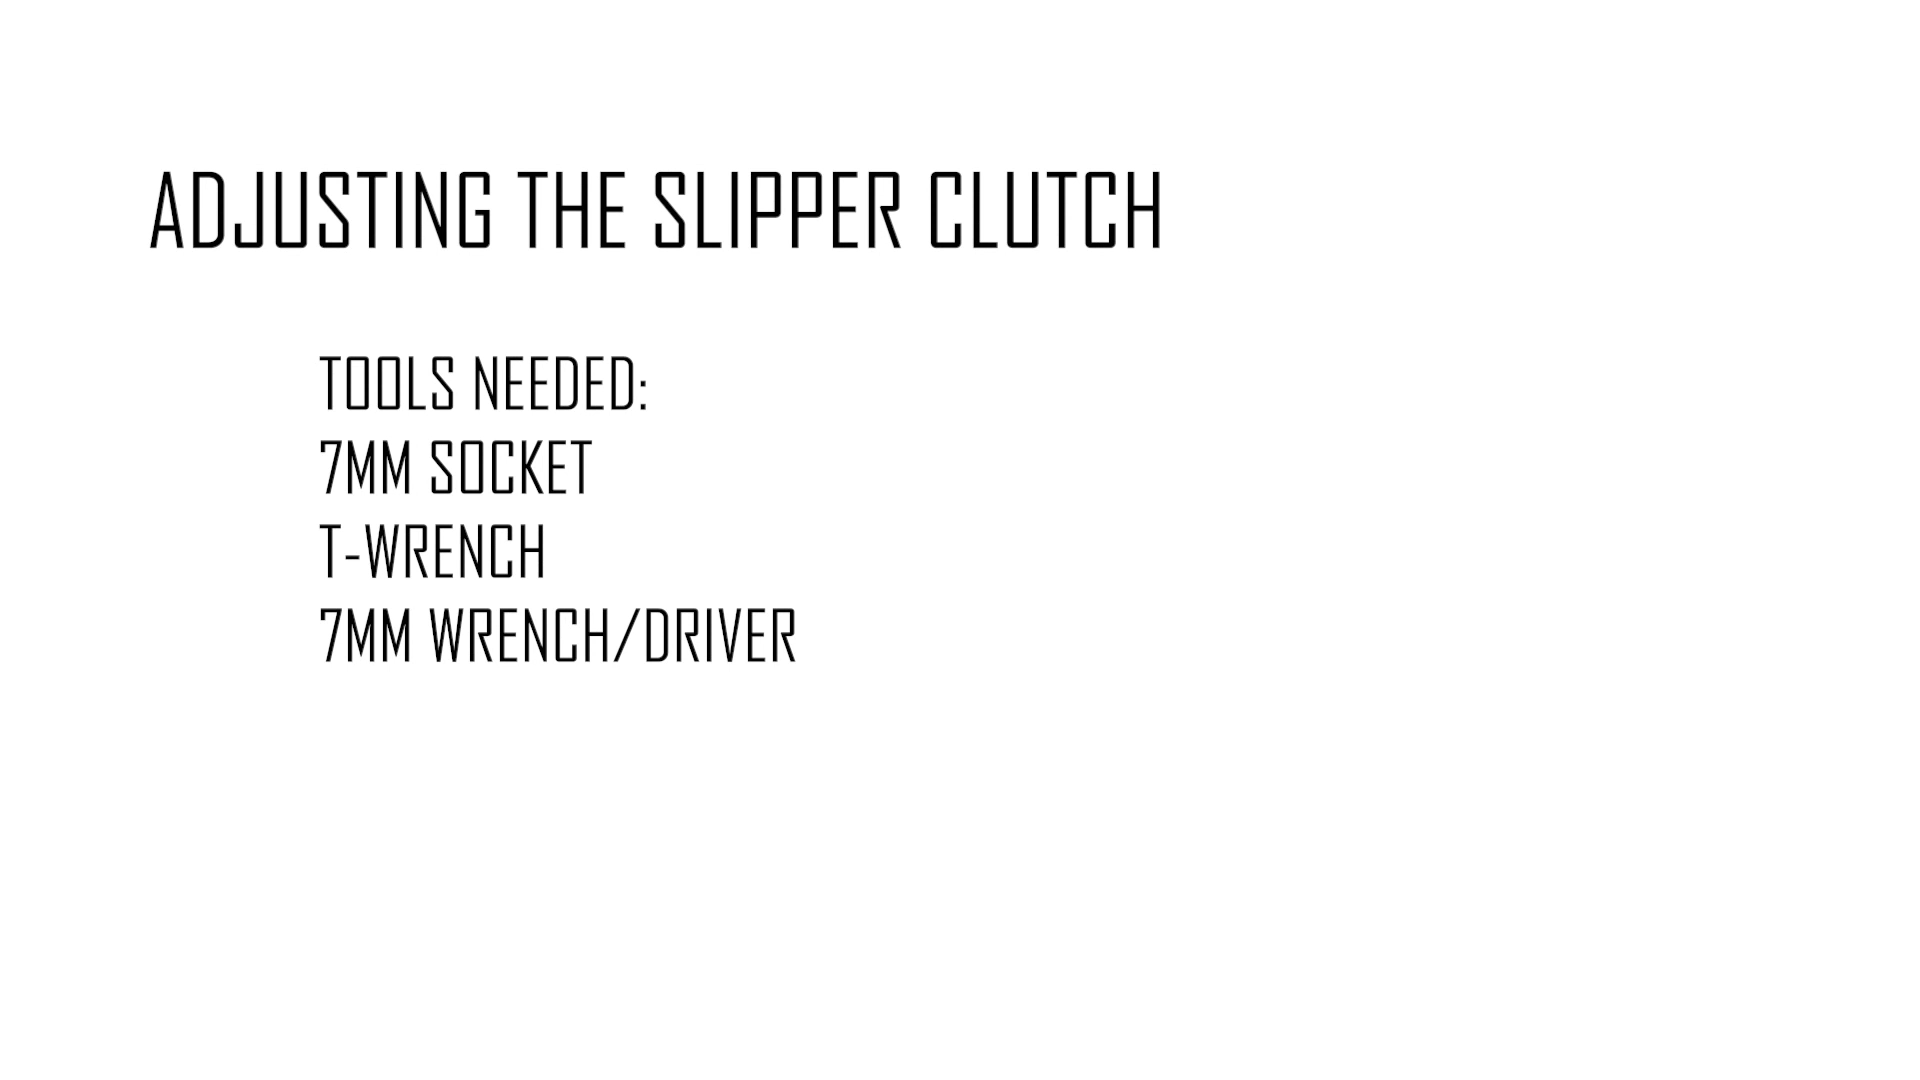 ADJUSTING THE SLIPPER CLUTCH
TOOLS NEEDED:
7MM SOCKET
T-WRENCH
7MM WRENCH/DRIVER